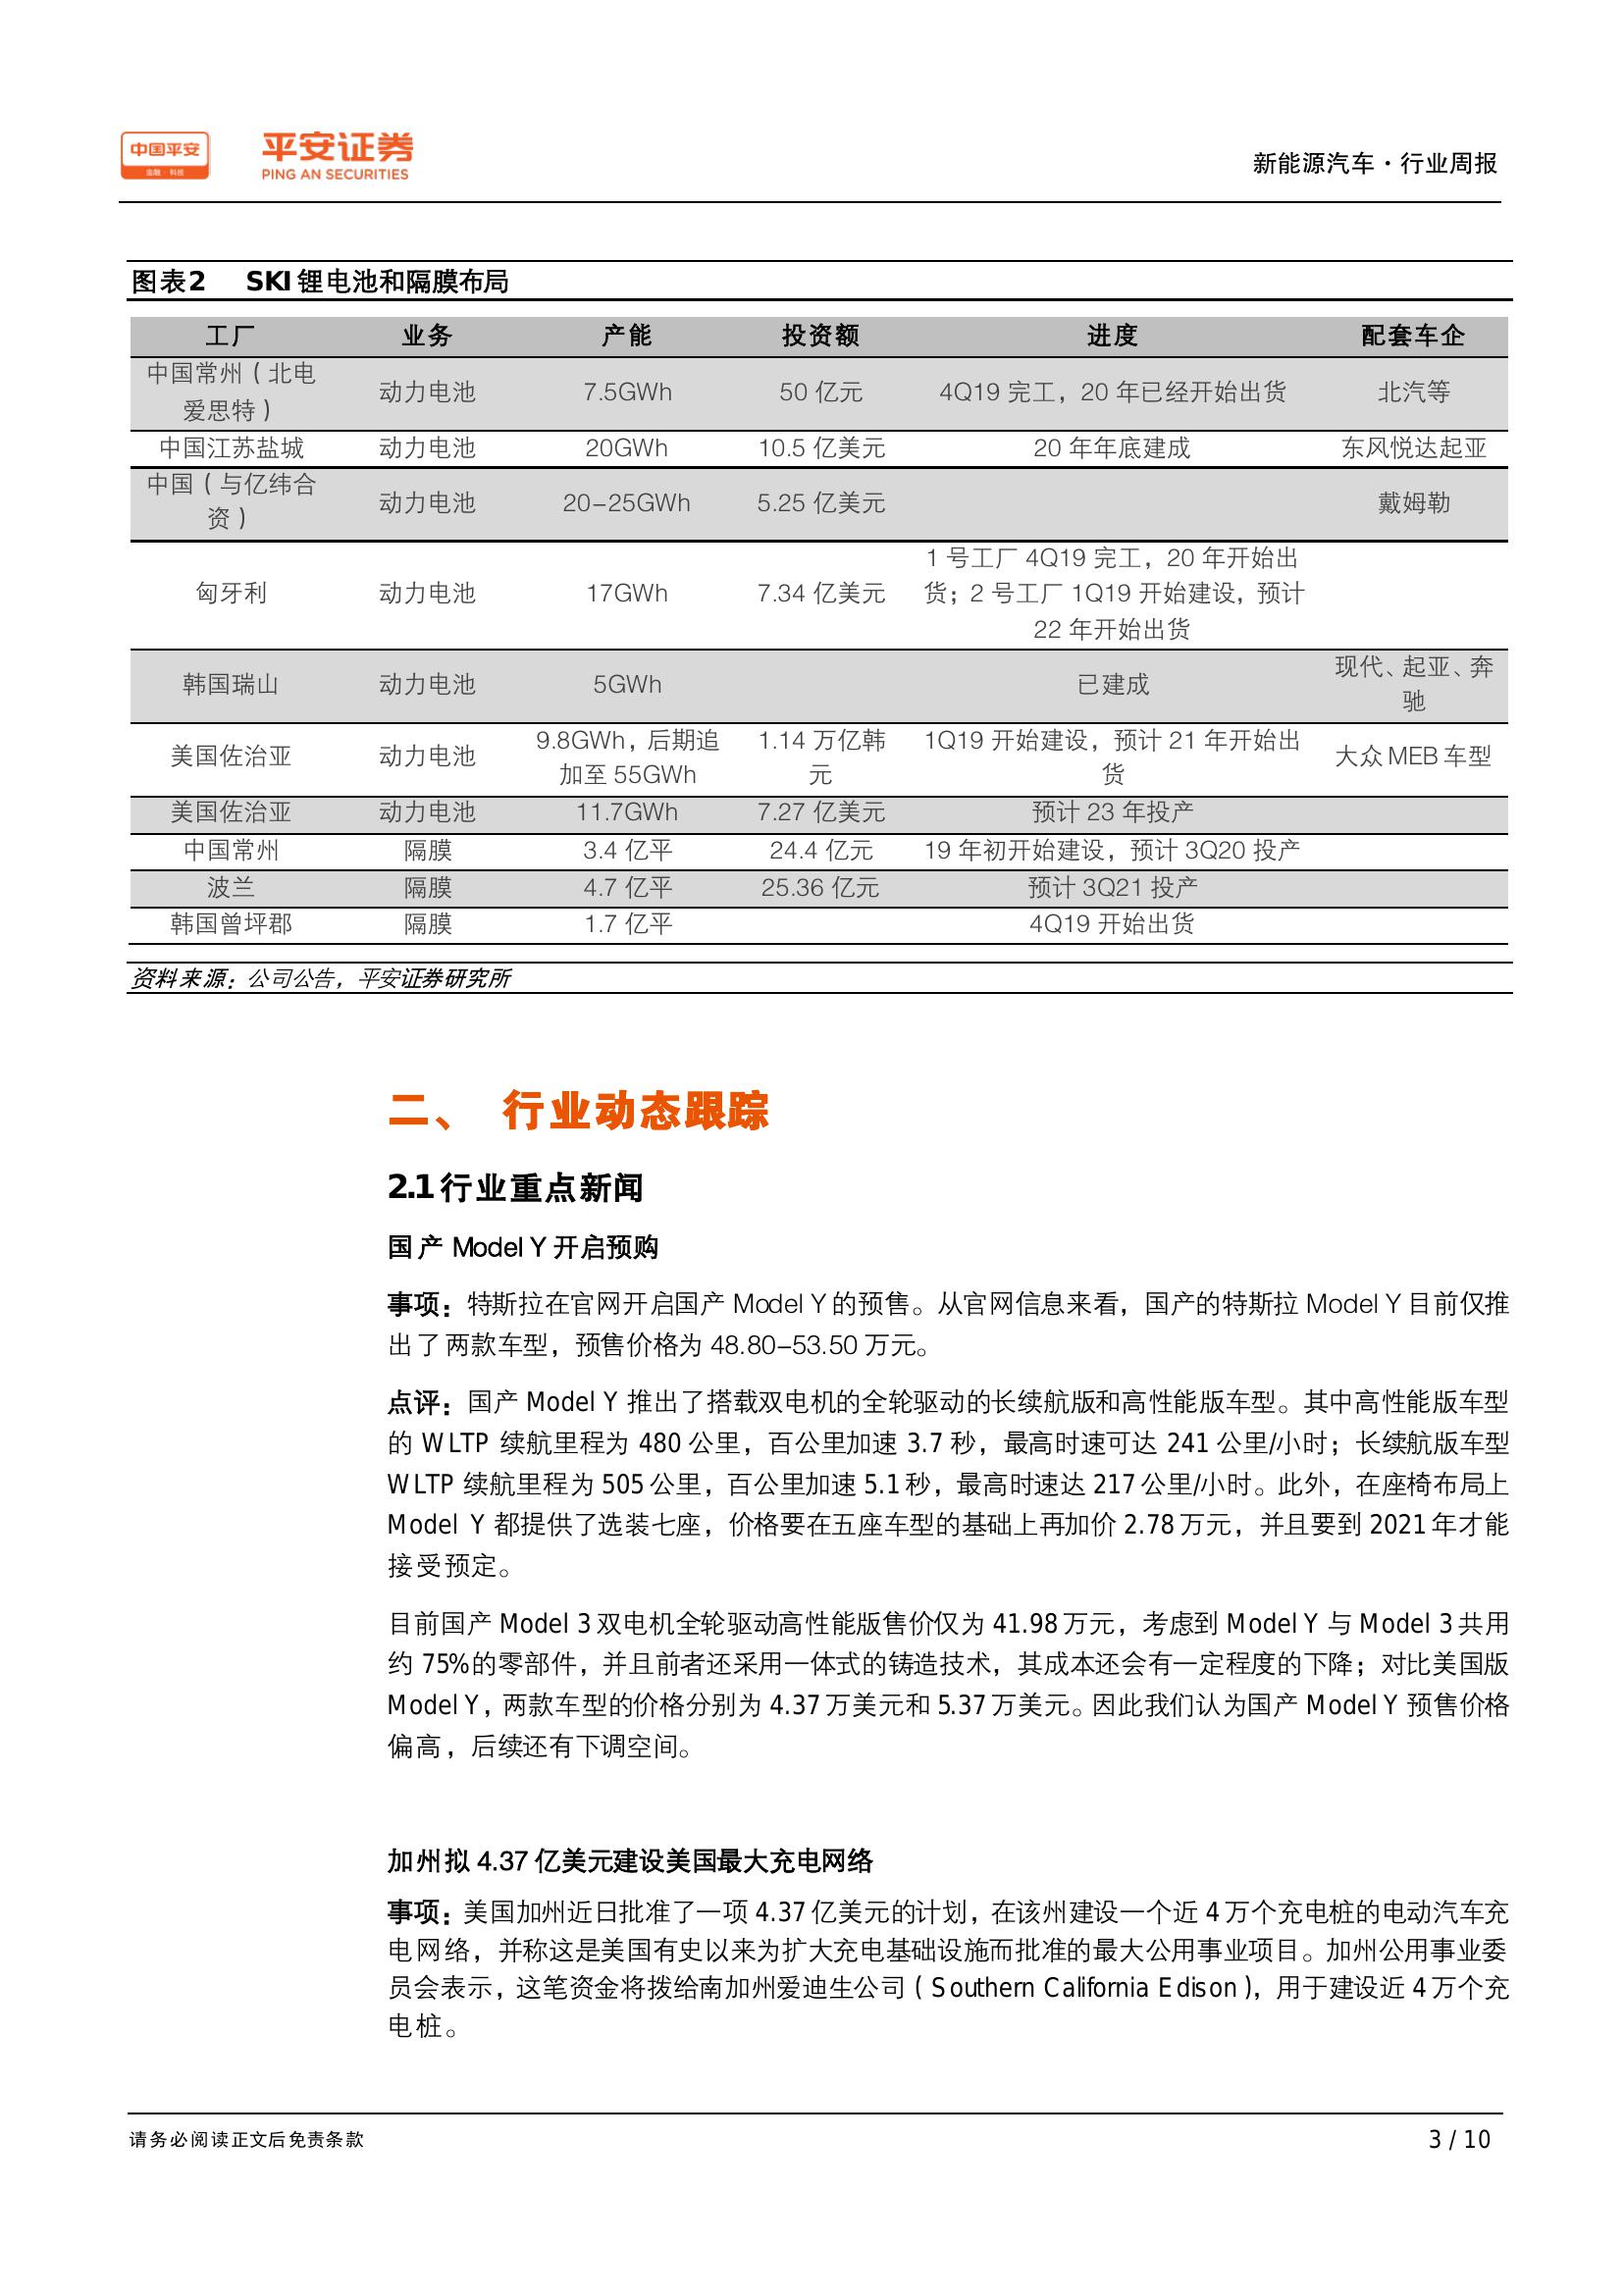 中国平安
金融·科技
平安证券
PING AN SECURITIES
新能源汽车·行业周报
图表2 SKI 锂电池和隔膜布局
工厂 业务 产能 投资额 进度 配套车企
中国常州（北电
爱思特） 动力电池 7.5GWh 50 亿元 4Q19 完工，20 年已经开始出货 北汽等
中国江苏盐城 动力电池 20GWh 10.5 亿美元 20 年年底建成 东风悦达起亚
中国（与亿纬合
资） 动力电池 20-25GWh 5.25 亿美元 戴姆勒
匈牙利 动力电池 17GWh 7.34 亿美元 1 号工厂 4Q19 完工，20 年开始出
货；2 号工厂 1Q19 开始建设，预计
22 年开始出货
韩国瑞山 动力电池 5GWh 已建成 现代、起亚、奔
驰
美国佐治亚 动力电池 9.8GWh，后期追 1.14 万亿韩 1Q19 开始建设，预计 21 年开始出 大众 MEB 车型
加至 55GWh 元 货
美国佐治亚 动力电池 11.7GWh 7.27 亿美元 预计 23 年投产
中国常州 隔膜 3.4 亿平 24.4 亿元 19 年初开始建设，预计 3Q20 投产
波兰 隔膜 4.7 亿平 25.36 亿元 预计 3Q21 投产
韩国曾坪郡 隔膜 1.7 亿平 4Q19 开始出货
资料来源：公司公告，平安证券研究所
二、 行业动态跟踪
2.1 行业重点新闻
国产 Model Y 开启预购
事项：特斯拉在官网开启国产 Model Y 的预售。从官网信息来看，国产的特斯拉 Model Y 目前仅推
出了两款车型，预售价格为 48.80-53.50 万元。
点评：国产 Model Y 推出了搭载双电机的全轮驱动的长续航版和高性能版车型。其中高性能版车型
的 WLTP 续航里程为 480 公里，百公里加速 3.7 秒，最高时速可达 241 公里/小时；长续航版车型
WLTP 续航里程为 505 公里，百公里加速 5.1 秒，最高时速达 217 公里/小时。此外，在座椅布局上
Model Y 都提供了选装七座，价格要在五座车型的基础上再加价 2.78 万元，并且要到 2021 年才能
接受预定。
目前国产 Model 3 双电机全轮驱动高性能版售价仅为 41.98 万元，考虑到 Model Y 与 Model 3 共用
约 75%的零部件，并且前者还采用一体式的铸造技术，其成本还会有一定程度的下降；对比美国版
Model Y，两款车型的价格分别为 4.37 万美元和 5.37 万美元。因此我们认为国产 Model Y 预售价格
偏高，后续还有下调空间。
加州拟 4.37 亿美元建设美国最大充电网络
事项：美国加州近日批准了一项 4.37 亿美元的计划，在该州建设一个近 4 万个充电桩的电动汽车充
电网络，并称这是美国有史以来为扩大充电基础设施而批准的最大公用事业项目。加州公用事业委
员会表示，这笔资金将拨给南加州爱迪生公司（Southern California Edison），用于建设近 4 万个充
电桩。
请务必阅读正文后免责条款
3 / 10